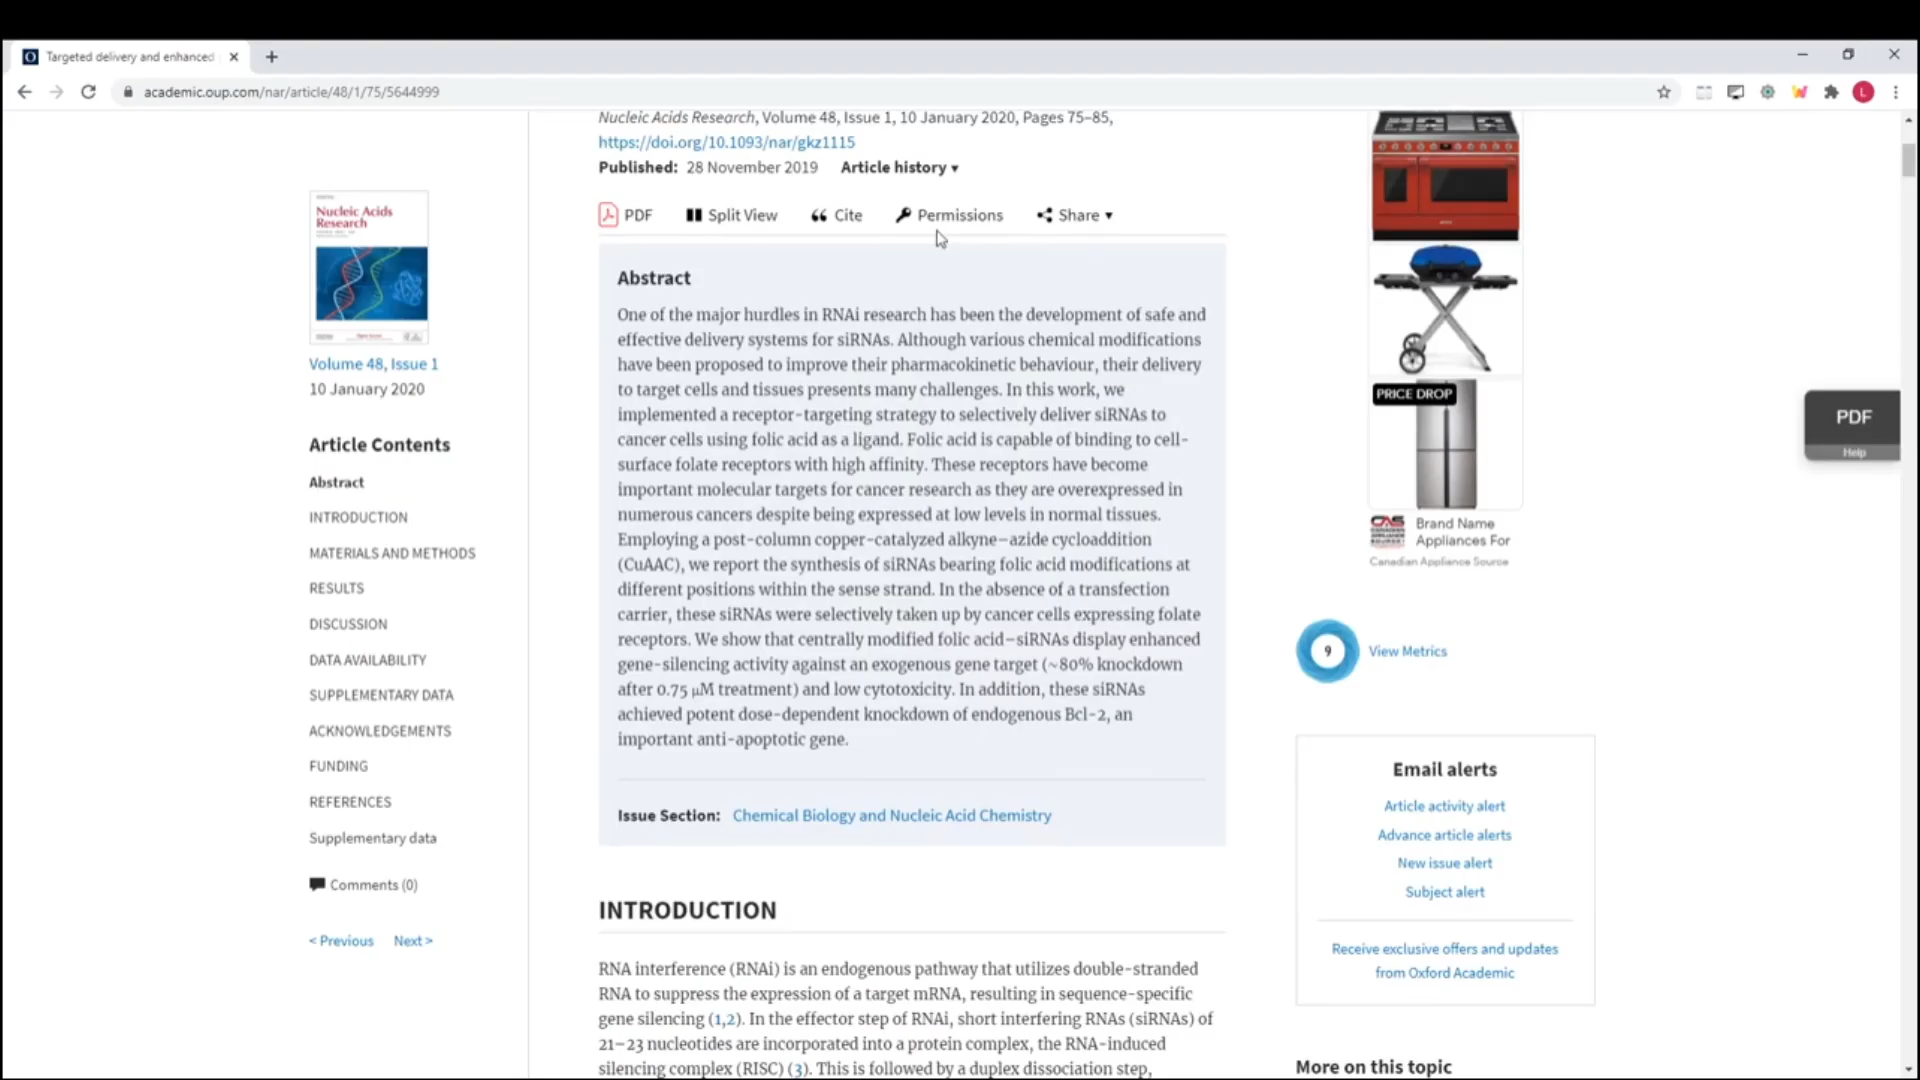 Targeted delivery and enhanced
academic.oup.com/nar/article/48/1/75/5644999
L
Nucleic Acids Research, Volume 48, Issue 1, 10 January 2020, Pages 75–85,
https://doi.org/10.1093/nar/gkz1115
Published: 28 November 2019 Article history
PDF Split View Cite Permissions Share
Nucleic Acids
Research
Volume 48, Issue 1
10 January 2020
Article Contents
Abstract
INTRODUCTION
MATERIALS AND METHODS
RESULTS
DISCUSSION
DATA AVAILABILITY
SUPPLEMENTARY DATA
ACKNOWLEDGEMENTS
FUNDING
REFERENCES
Supplementary data
Comments (0)
< Previous Next >
Abstract
One of the major hurdles in RNAi research has been the development of safe and
effective delivery systems for siRNAs. Although various chemical modifications
have been proposed to improve their pharmacokinetic behaviour, their delivery
to target cells and tissues presents many challenges. In this work, we
implemented a receptor-targeting strategy to selectively deliver siRNAs to
cancer cells using folic acid as a ligand. Folic acid is capable of binding to cell-
surface folate receptors with high affinity. These receptors have become
important molecular targets for cancer research as they are overexpressed in
numerous cancers despite being expressed at low levels in normal tissues.
Employing a post-column copper-catalyzed alkyne–azide cycloaddition
(CuAAC), we report the synthesis of siRNAs bearing folic acid modifications at
different positions within the sense strand. In the absence of a transfection
carrier, these siRNAs were selectively taken up by cancer cells expressing folate
receptors. We show that centrally modified folic acid–siRNAs display enhanced
gene-silencing activity against an exogenous gene target (~80% knockdown
after 0.75 μM treatment) and low cytotoxicity. In addition, these siRNAs
achieved potent dose-dependent knockdown of endogenous Bcl-2, an
important anti-apoptotic gene.
Issue Section: Chemical Biology and Nucleic Acid Chemistry
INTRODUCTION
RNA interference (RNAi) is an endogenous pathway that utilizes double-stranded
RNA to suppress the expression of a target mRNA, resulting in sequence-specific
gene silencing (1,2). In the effector step of RNAi, short interfering RNAs (siRNAs) of
21–23 nucleotides are incorporated into a protein complex, the RNA-induced
silencing complex (RISC) (3). This is followed by a duplex dissociation step,
PRICE DROP
Brand Name
Appliances For
Canadian Appliance Source
9 View Metrics
Email alerts
Article activity alert
Advance article alerts
New issue alert
Subject alert
Receive exclusive offers and updates
from Oxford Academic
More on this topic
PDF
Help